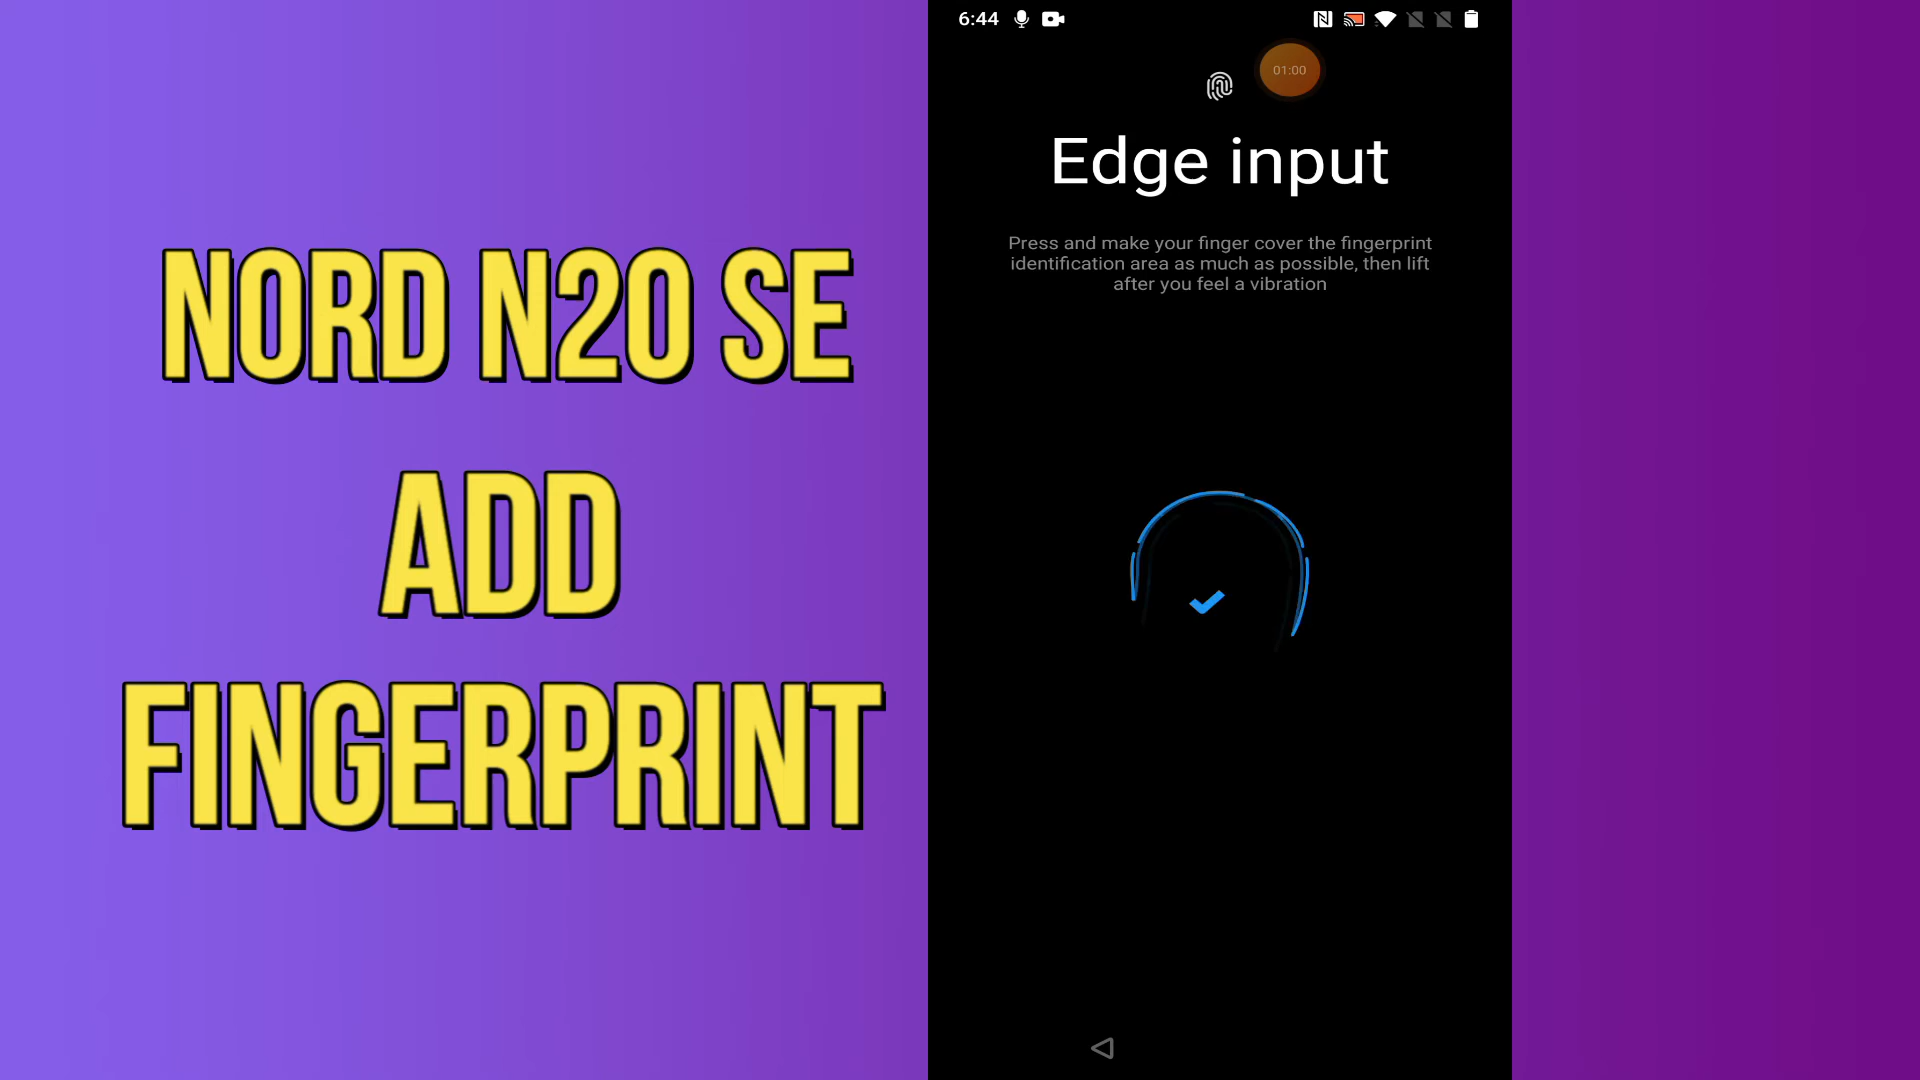 NORD N20 SE
ADD
FINGERPRINT
6:44
01:00
Edge input
Press and make your finger cover the fingerprint
identification area as much as possible, then lift
after you feel a vibration